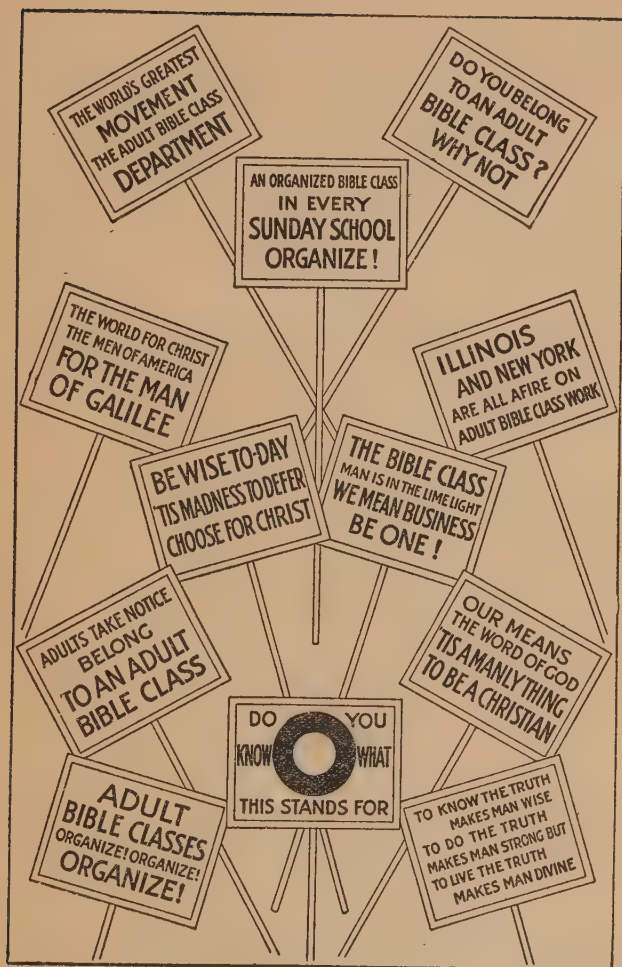 THE WORLD'S GREATEST
MOVEMENT
THE ADULT BIBLE CLASS
DEPARTMENT
DO YOU BELONG
TO AN ADULT
BIBLE CLASS?
WHY NOT
AN ORGANIZED BIBLE CLASS
IN EVERY
SUNDAY SCHOOL
ORGANIZE!
THE WORLD FOR CHRIST
THE MEN OF AMERICA
FOR THE MAN
OF GALILEE
ILLINOIS
AND NEW YORK
ARE ALL AFIRE ON
ADULT BIBLE CLASS WORK
BE WISE TO-DAY
'TIS MADNESS TO DEFER
CHOOSE FOR CHRIST
THE BIBLE CLASS
MAN IS IN THE LIME LIGHT
WE MEAN BUSINESS
BE ONE!
ADULTS TAKE NOTICE
BELONG
TO AN ADULT
BIBLE CLASS
OUR MEANS
THE WORD OF GOD
'TIS A MANLY THING
TO BE A CHRISTIAN
DO YOU
KNOW WHAT
THIS STANDS FOR
ADULT
BIBLE CLASSES
ORGANIZE! ORGANIZE!
ORGANIZE!
TO KNOW THE TRUTH
MAKES MAN WISE
TO DO THE TRUTH
MAKES MAN STRONG BUT
TO LIVE THE TRUTH
MAKES MAN DIVINE